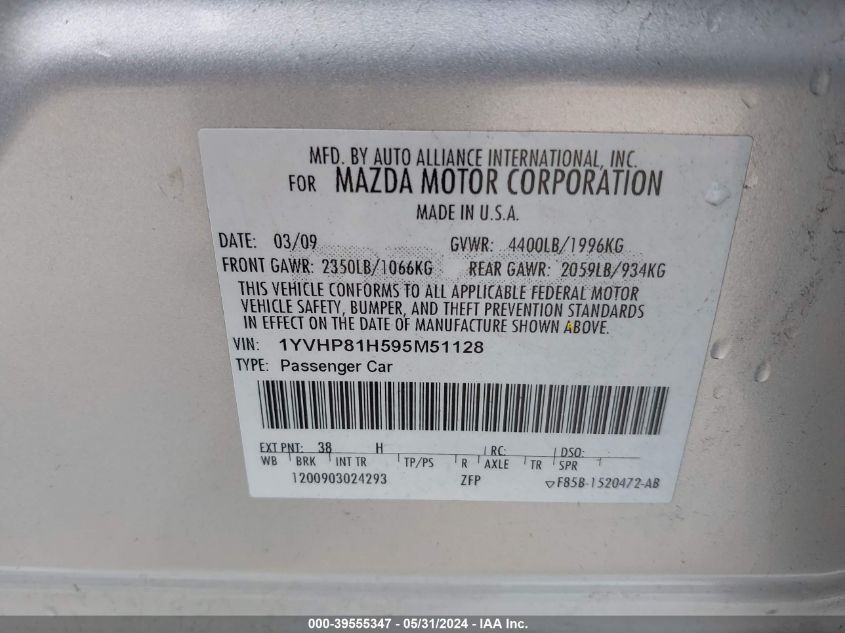 MFD. BY AUTO ALLIANCE INTERNATIONAL, INC.
FOR MAZDA MOTOR CORPORATION
MADE IN U.S.A.
DATE: 03/09 GVWR: 4400LB/1996KG
FRONT GAWR: 2350LB/1066KG REAR GAWR: 2059LB/934KG
THIS VEHICLE CONFORMS TO ALL APPLICABLE FEDERAL MOTOR
VEHICLE SAFETY, BUMPER, AND THEFT PREVENTION STANDARDS
IN EFFECT ON THE DATE OF MANUFACTURE SHOWN ABOVE.
VIN: 1YVHP81H595M51128
TYPE: Passenger Car
EXT PNT: 38 H RC: DSO:
WB BRK INT TR TP/PS R AXLE TR SPR
1200903024293 ZFP F85B-1520472-AB
000-39555347 - 05/31/2024 - IAA Inc.